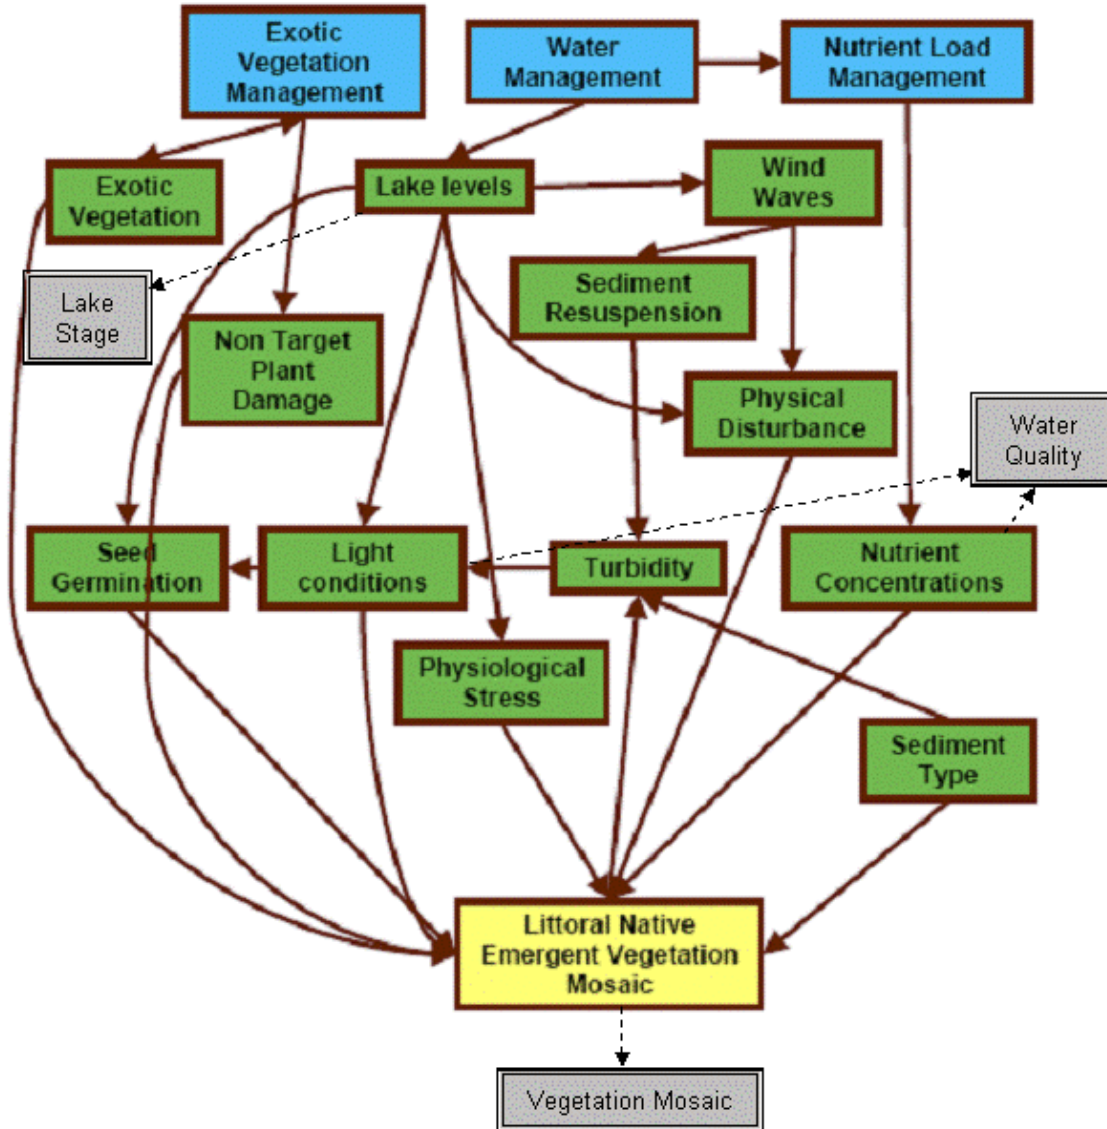 Exotic
Vegetation
Management
Water
Management
Nutrient Load
Management
Exotic
Vegetation
Lake levels
Wind
Waves
Lake
Stage
Sediment
Resuspension
Non Target
Plant
Damage
Physical
Disturbance
Water
Quality
Seed
Germination
Light
conditions
Turbidity
Nutrient
Concentrations
Physiological
Stress
Sediment
Type
Littoral Native
Emergent Vegetation
Mosaic
Vegetation Mosaic